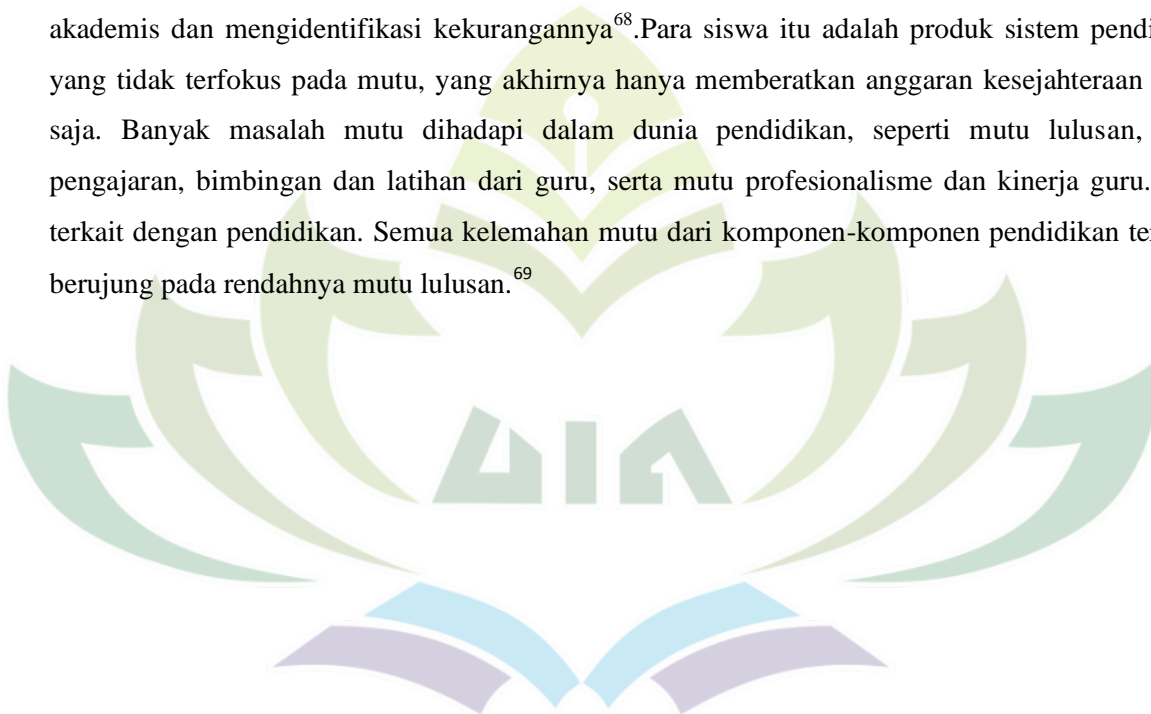 akademis dan mengidentifikasi kekurangannya⁶⁸.Para siswa itu adalah produk sistem pendi
yang tidak terfokus pada mutu, yang akhirnya hanya memberatkan anggaran kesejahteraan
saja. Banyak masalah mutu dihadapi dalam dunia pendidikan, seperti mutu lulusan,
pengajaran, bimbingan dan latihan dari guru, serta mutu profesionalisme dan kinerja guru.
terkait dengan pendidikan. Semua kelemahan mutu dari komponen-komponen pendidikan te
berujung pada rendahnya mutu lulusan.⁶⁹
UIN